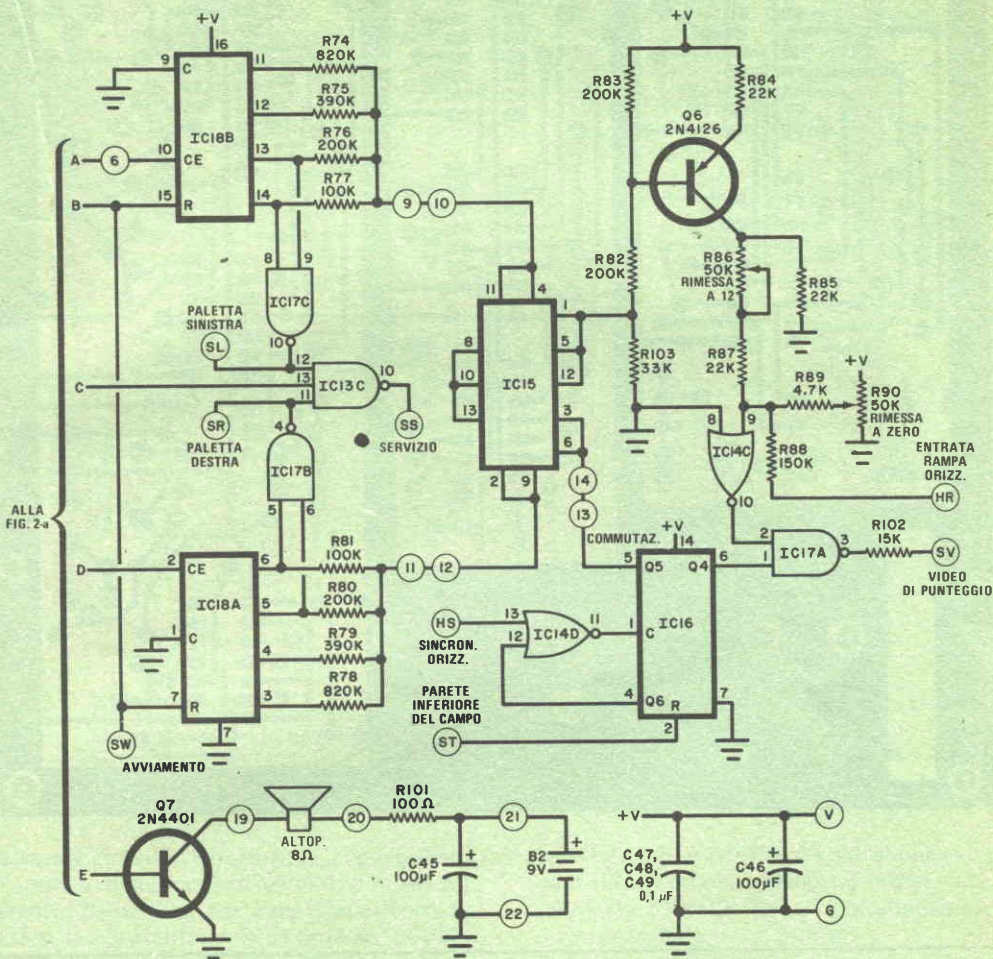 +V
16
9
C
11
R74
820K
12
R75
390K
IC18B
A
6
10
CE
13
R76
200K
B
15
R
14
R77
100K
9
10
8
9
IC17C
10
PALETTA
SINISTRA
SL
12
C
13
IC13C
10
11
SR
PALETTA
DESTRA
SS
SERVIZIO
4
IC17B
5
6
ALLA
FIG. 2-a
D
2
CE
6
R81
100K
11
12
IC18A
5
R80
200K
1
C
4
R79
390K
7
R
3
R78
820K
7
SW
AVVIAMENTO
+V
R83
200K
R84
22K
Q6
2N4126
R82
200K
R86
50K
RIMESSA
A 12
R85
22K
11
4
1
8
5
10
IC15
12
13
3
6
2
9
R103
33K
R87
22K
+V
R89
4.7K
R90
50K
RIMESSA
A ZERO
8
9
IC14C
10
R88
150K
ENTRATA
RAMPA
ORIZZ.
HR
14
13
COMMUTAZ.
+V
14
5
Q5
Q4
6
2
1
IC17A
3
R102
15K
SV
VIDEO
DI PUNTEGGIO
HS
SINCRON.
ORIZZ.
13
12
IC14D
11
1
C
IC16
4
Q6
R
2
7
PARETE
INFERIORE
DEL CAMPO
ST
Q7
2N4401
E
19
ALTOP.
8Ω
20
R101
100Ω
21
C45
100µF
+
B2
9V
+
22
+V
V
C47,
C48,
C49
0,1 µF
+
C46
100µF
G